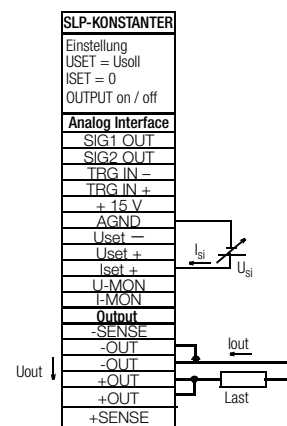 SLP-KONSTANTER
Einstellung
USET = Usoll
ISET = 0
OUTPUT on / off
Analog Interface
SIG1 OUT
SIG2 OUT
TRG IN –
TRG IN +
+ 15 V
AGND
Uset —
Uset +
Iset +
U-MON
I-MON
Isi
Usi
Output
-SENSE
-OUT
-OUT
+OUT
+OUT
+SENSE
Iout
Uout
Last